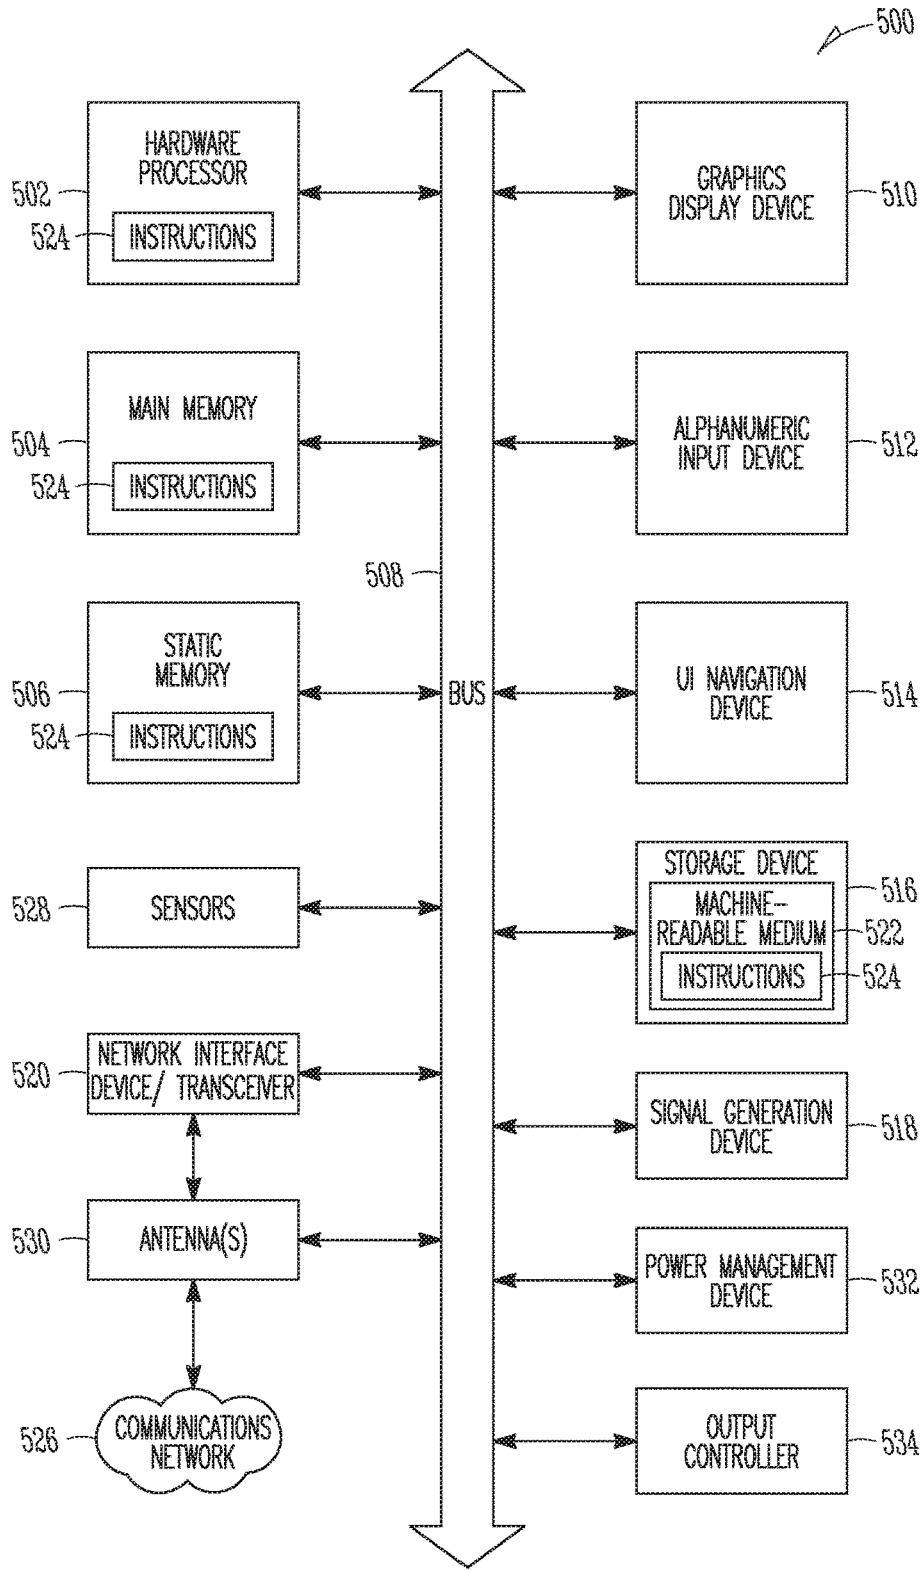 500
HARDWARE
PROCESSOR
502
524
INSTRUCTIONS
MAIN MEMORY
504
524
INSTRUCTIONS
508
STATIC
MEMORY
506
524
INSTRUCTIONS
528
SENSORS
NETWORK INTERFACE
520
DEVICE/ TRANSCEIVER
530
ANTENNA(S)
526
COMMUNICATIONS
NETWORK
BUS
GRAPHICS
DISPLAY DEVICE
510
ALPHANUMERIC
INPUT DEVICE
512
UI NAVIGATION
DEVICE
514
STORAGE DEVICE
516
MACHINE-
READABLE MEDIUM
522
INSTRUCTIONS
524
SIGNAL GENERATION
DEVICE
518
POWER MANAGEMENT
DEVICE
532
OUTPUT
CONTROLLER
534